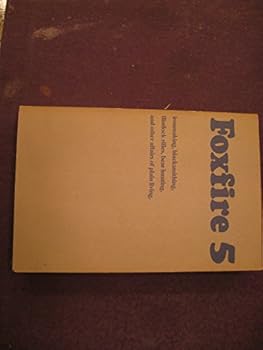 Foxfire 5
ironmaking, blacksmithing,
flintlock rifles, bear hunting,
and other affairs of plain living.